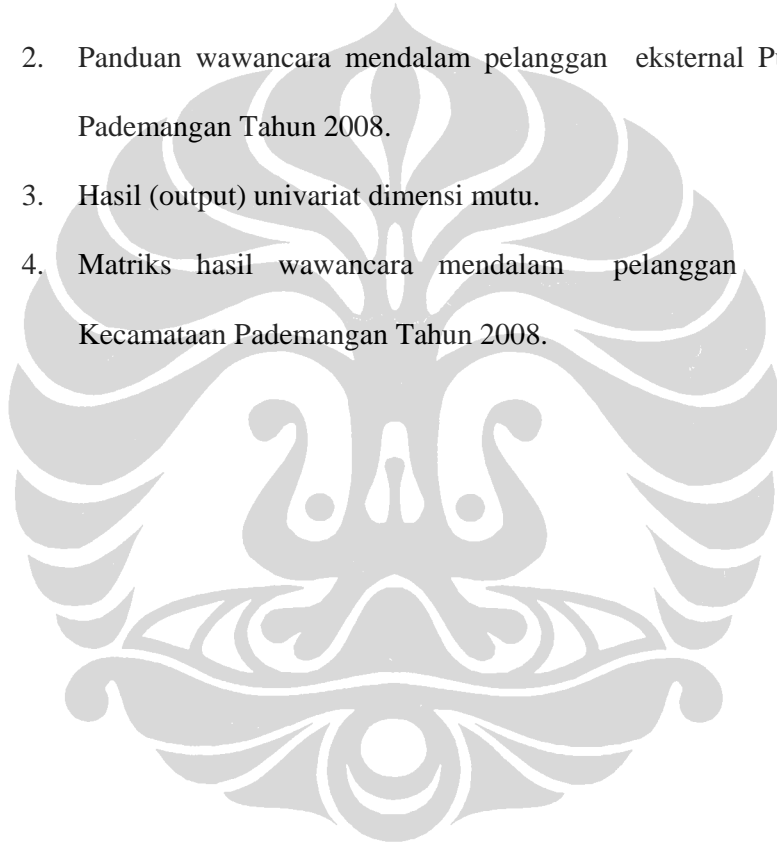 2. Panduan wawancara mendalam pelanggan eksternal
Pademangan Tahun 2008.
3. Hasil (output) univariat dimensi mutu.
4. Matriks hasil wawancara mendalam pelanggan
Kecamataan Pademangan Tahun 2008.